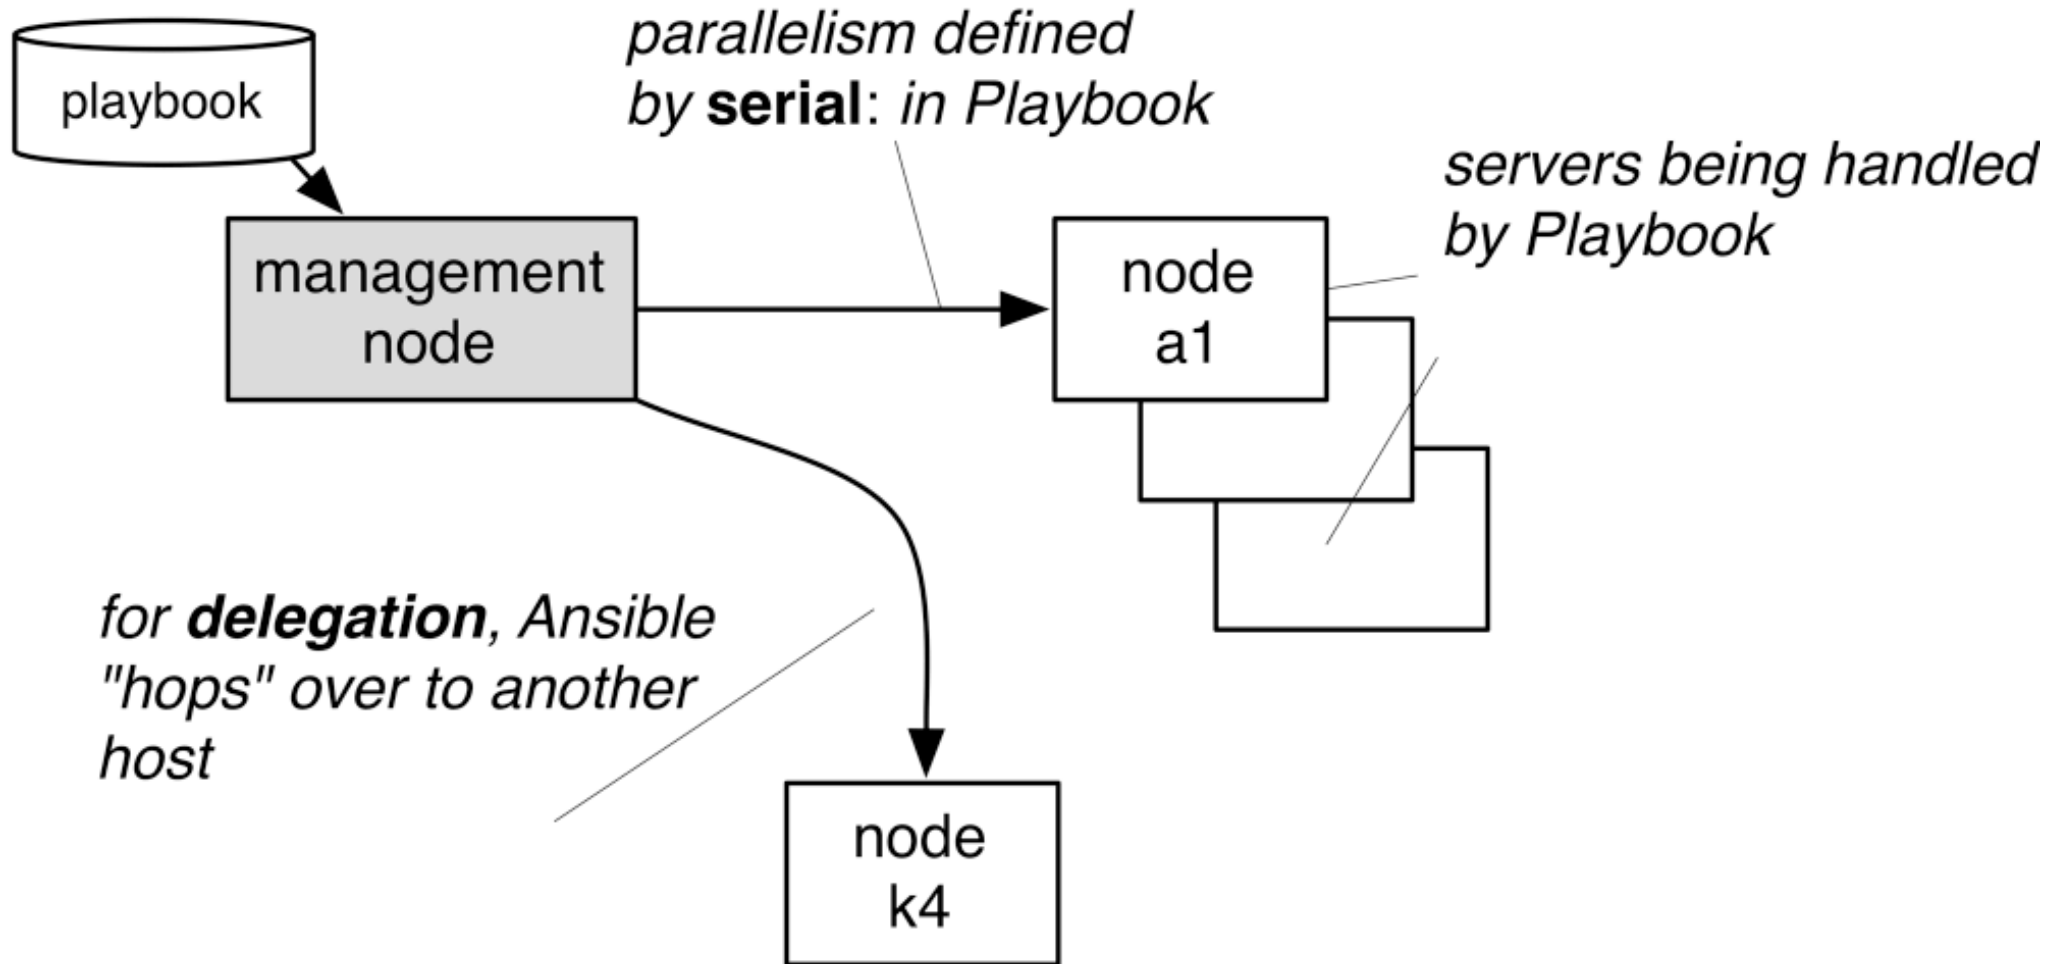 playbook
parallelism defined
by serial: in Playbook
servers being handled
by Playbook
management
node
node
a1
for delegation, Ansible
"hops" over to another
host
node
k4